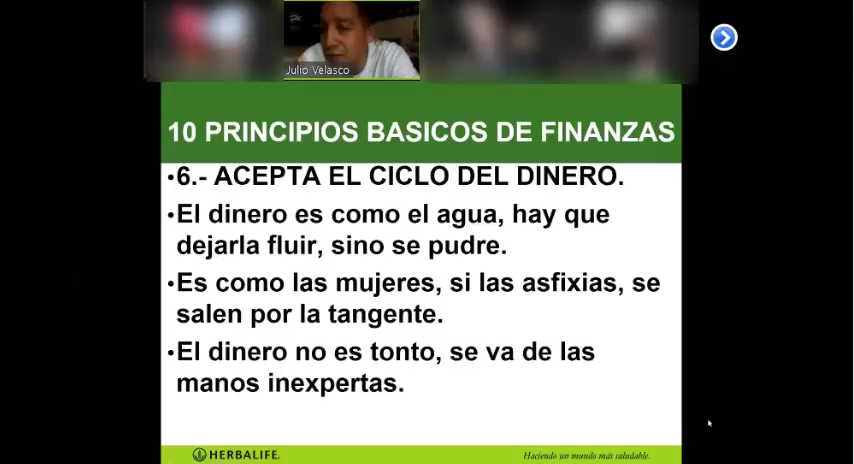 Julio Velasco
10 PRINCIPIOS BASICOS DE FINANZAS
•6.- ACEPTA EL CICLO DEL DINERO.
•El dinero es como el agua, hay que
dejarla fluir, sino se pudre.
•Es como las mujeres, si las asfixias, se
salen por la tangente.
•El dinero no es tonto, se va de las
manos inexpertas.
HERBALIFE.
Haciendo un mundo más saludable.